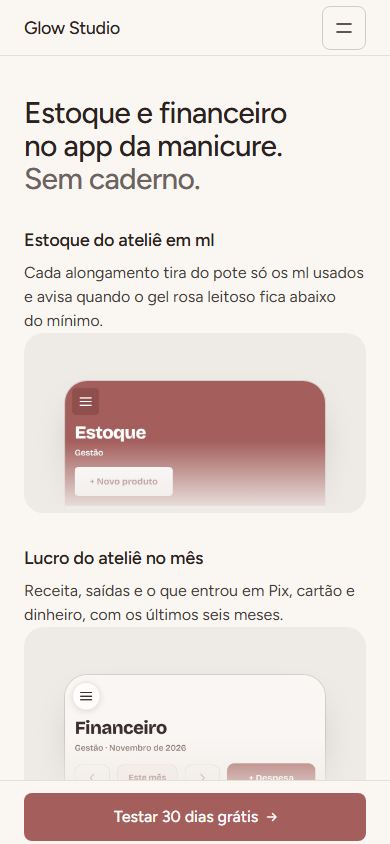 Glow Studio
Estoque e financeiro
no app da manicure.
Sem caderno.
Estoque do ateliê em ml
Cada alongamento tira do pote só os ml usados
e avisa quando o gel rosa leitoso fica abaixo
do mínimo.
Estoque
Gestão
+ Novo produto
Lucro do ateliê no mês
Receita, saídas e o que entrou em Pix, cartão e
dinheiro, com os últimos seis meses.
Financeiro
Gestão · Novembro de 2026
Este mês
+ Despesa
Testar 30 dias grátis →